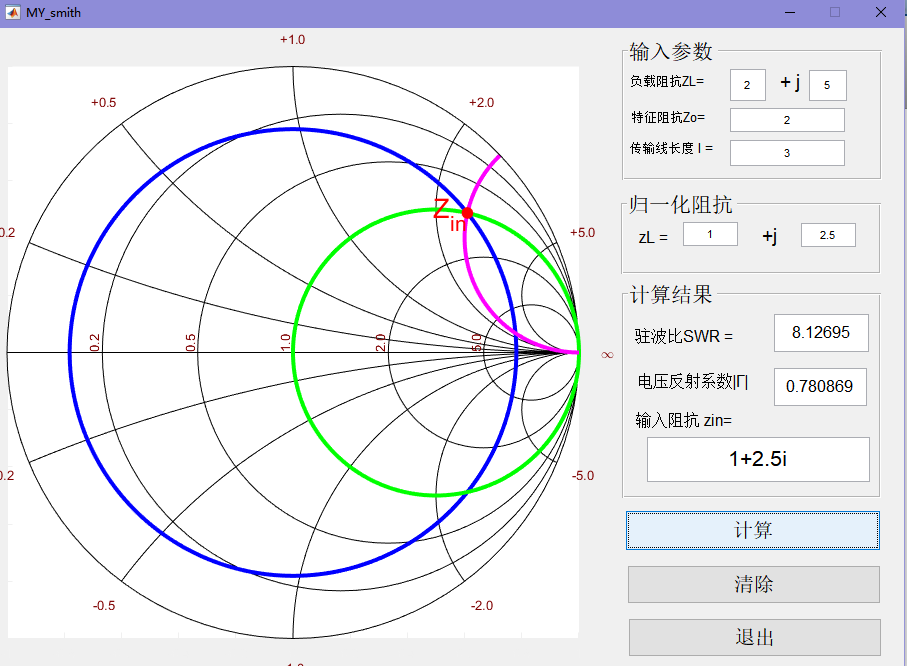 MY_smith
+1.0
+0.5
+2.0
0.2
+5.0
0.2
0.5
1.0
2.0
5.0
∞
Zin
0.2
-5.0
-0.5
-2.0
输入参数
负载阻抗ZL=
2
+ j
5
特征阻抗Zo=
2
传输线长度 l =
3
归一化阻抗
zL =
1
+j
2.5
计算结果
驻波比SWR =
8.12695
电压反射系数|Γ|
0.780869
输入阻抗 zin=
1+2.5i
计算
清除
退出